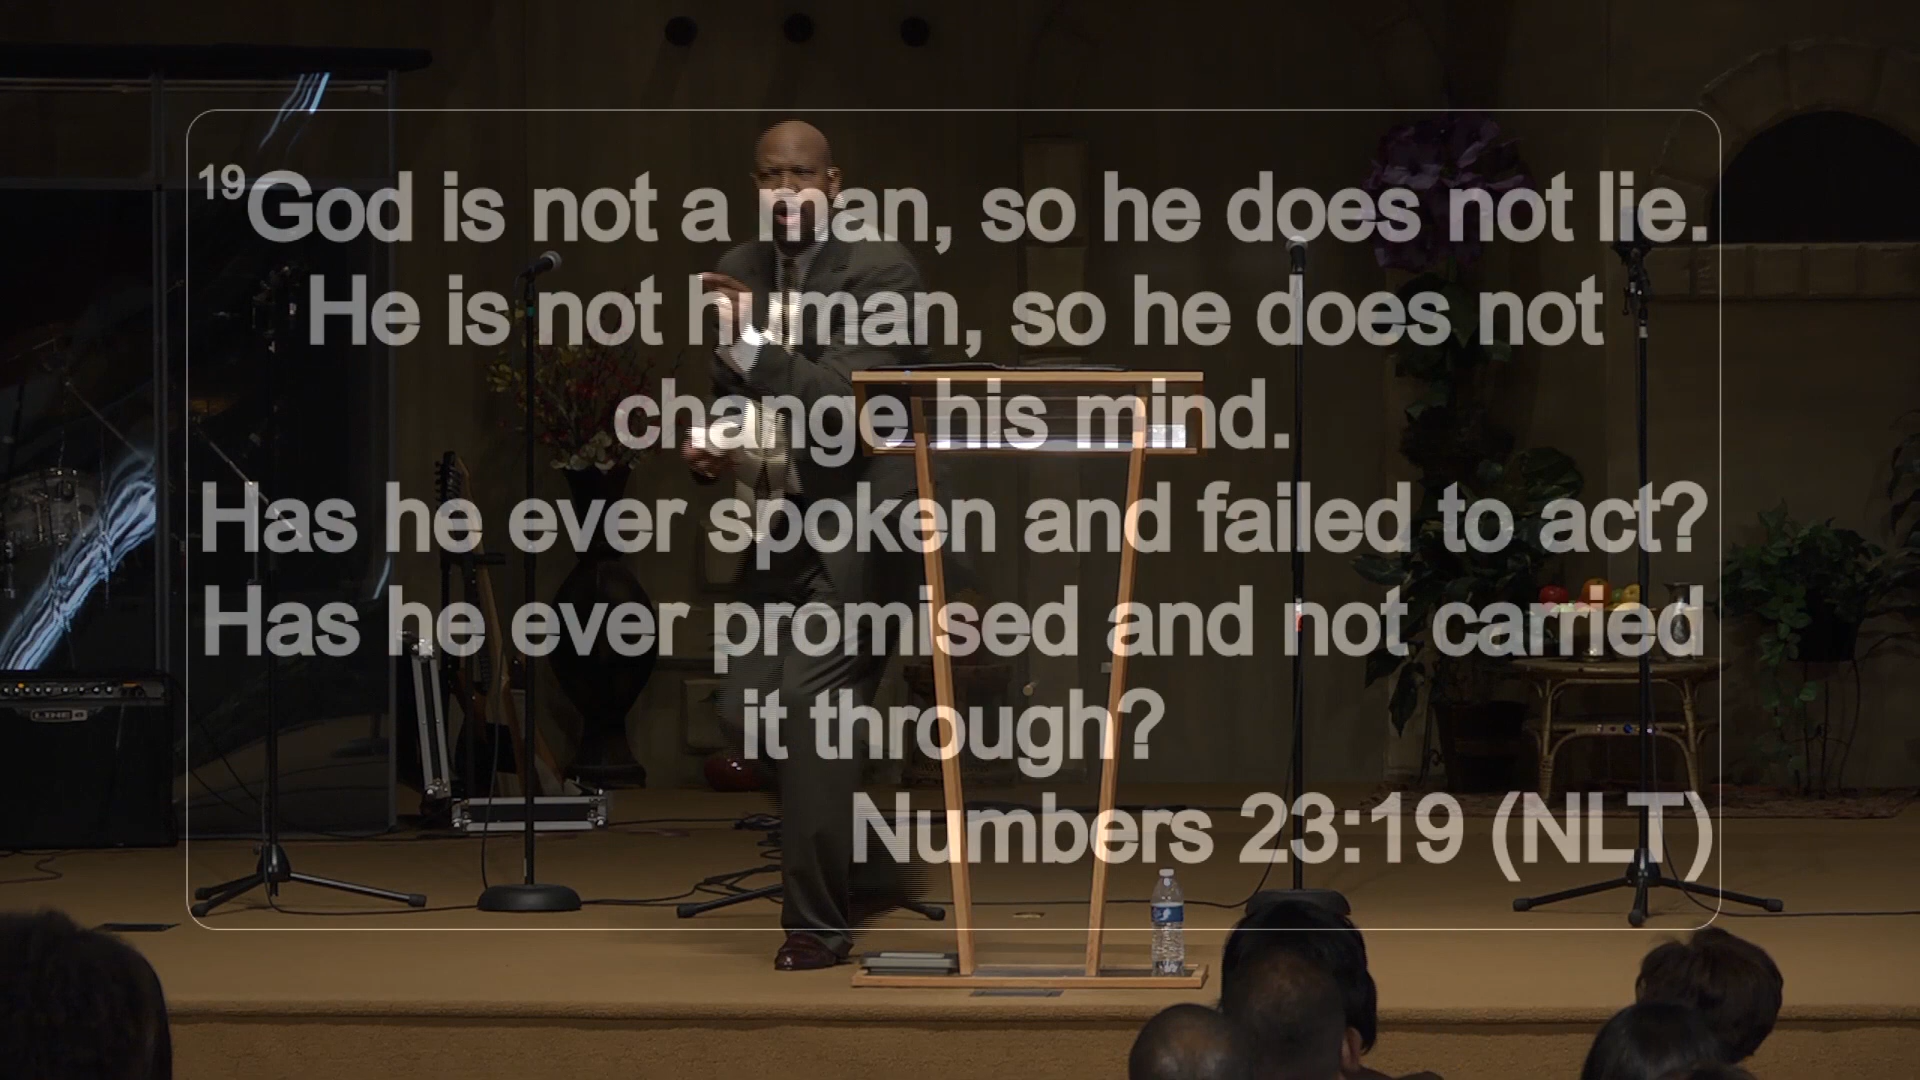 19God is not a man, so he does not lie.
He is not human, so he does not
change his mind.
Has he ever spoken and failed to act?
Has he ever promised and not carried
it through?
Numbers 23:19 (NLT)
LINE 6